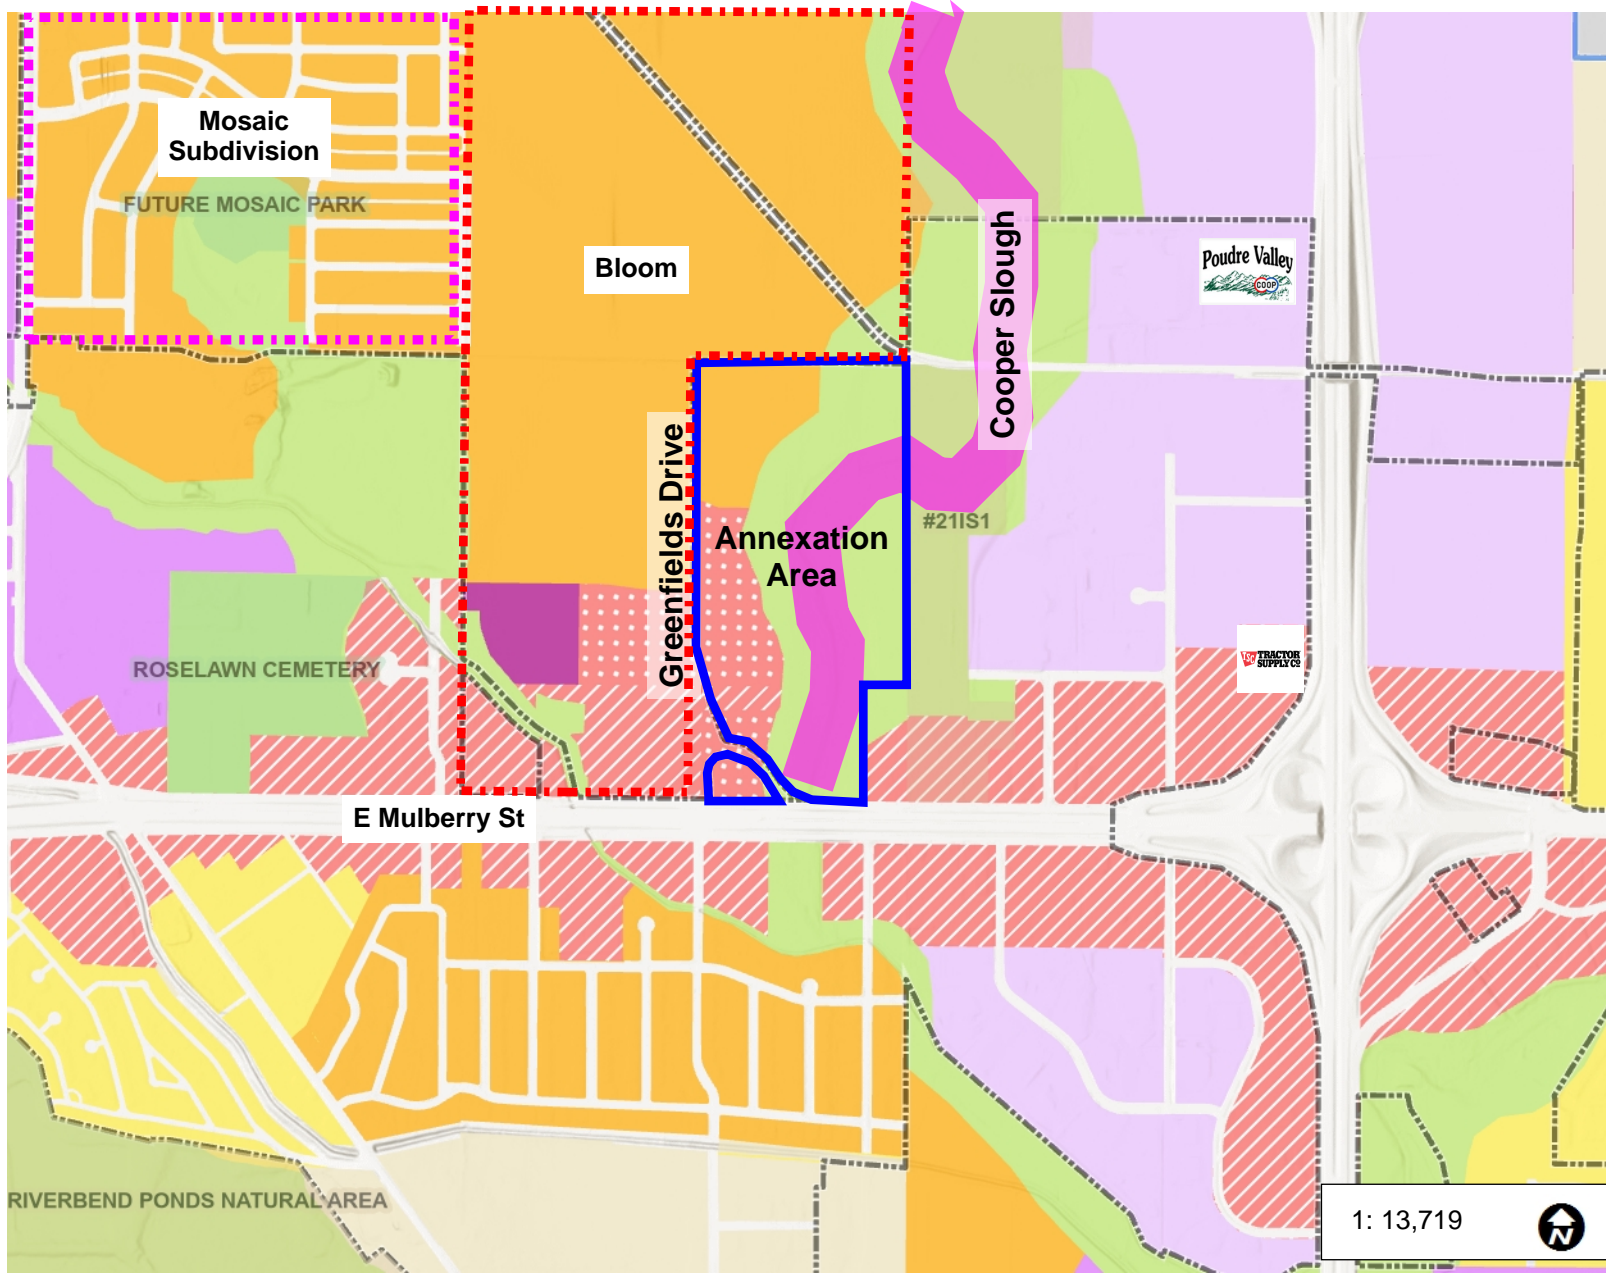 Mosaic
Subdivision
FUTURE MOSAIC PARK
Bloom
Cooper Slough
Poudre Valley
COOP
Greenfields Drive
Annexation
Area
#21IS1
ROSELAWN CEMETERY
TSC TRACTOR
SUPPLY CO
E Mulberry St
RIVERBEND PONDS NATURAL AREA
1: 13,719
N